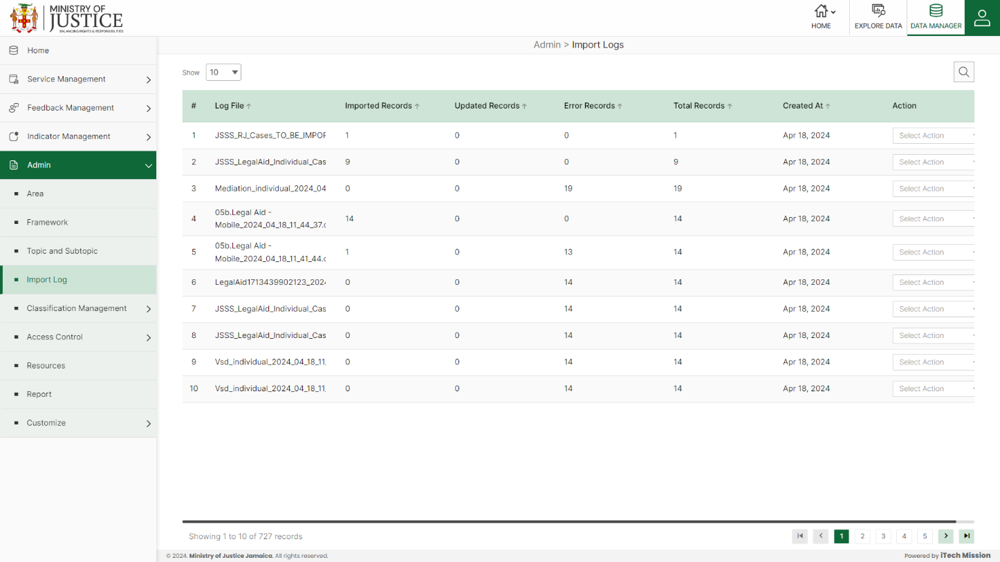 MINISTRY OF
JUSTICE
BALANCING RIGHTS & RESPONSIBILITIES
HOME
EXPLORE DATA
DATA MANAGER
Home
Service Management
Feedback Management
Indicator Management
Admin
Area
Framework
Topic and Subtopic
Import Log
Classification Management
Access Control
Resources
Report
Customize
Admin > Import Logs
Show 10
# Log File Imported Records Updated Records Error Records Total Records Created At Action
1 JSSS_RJ_Cases_TO_BE_IMPOR 1 0 0 1 Apr 18, 2024 Select Action
2 JSSS_LegalAid_Individual_Cas 9 0 0 9 Apr 18, 2024 Select Action
3 Mediation_individual_2024_04 0 0 19 19 Apr 18, 2024 Select Action
05b.Legal Aid -
4 Mobile_2024_04_18_11_44_37.c 14 0 0 14 Apr 18, 2024 Select Action
05b.Legal Aid -
5 Mobile_2024_04_18_11_41_44.c 1 0 13 14 Apr 18, 2024 Select Action
6 LegalAid1713439902123_2024 0 0 14 14 Apr 18, 2024 Select Action
7 JSSS_LegalAid_Individual_Cas 0 0 14 14 Apr 18, 2024 Select Action
8 JSSS_LegalAid_Individual_Cas 0 0 14 14 Apr 18, 2024 Select Action
9 Vsd_individual_2024_04_18_11_ 0 0 14 14 Apr 18, 2024 Select Action
10 Vsd_individual_2024_04_18_11_ 0 0 14 14 Apr 18, 2024 Select Action
Showing 1 to 10 of 727 records
1 2 3 4 5
© 2024. Ministry of Justice Jamaica. All rights reserved.
Powered by iTech Mission